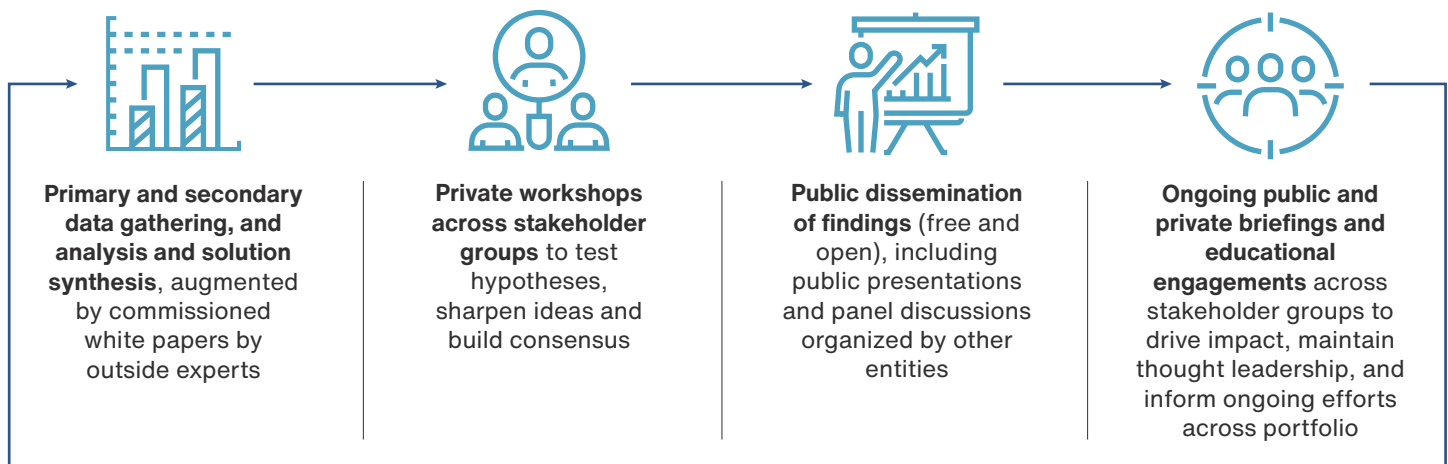 Primary and secondary
data gathering, and
analysis and solution
synthesis, augmented
by commissioned
white papers by
outside experts
Private workshops
across stakeholder
groups to test
hypotheses,
sharpen ideas and
build consensus
Public dissemination
of findings (free and
open), including
public presentations
and panel discussions
organized by other
entities
Ongoing public and
private briefings and
educational
engagements across
stakeholder groups to
drive impact, maintain
thought leadership, and
inform ongoing efforts
across portfolio